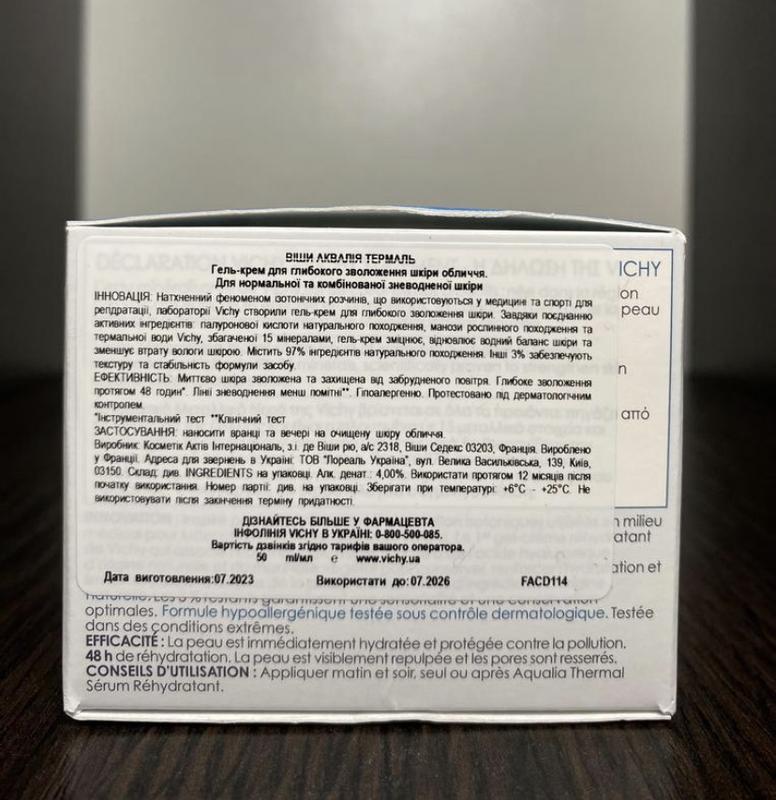 ВІШИ АКВАЛІЯ ТЕРМАЛЬ
Гель-крем для глибокого зволоження шкіри обличчя.
Для нормальної та комбінованої зневодненої шкіри
ІННОВАЦІЯ: Натхненний феноменом ізотонічних розчинів, що використовуються у медицині та спорті для
регідратації, лабораторії Vichy створили гель-крем для глибокого зволоження шкіри. Завдяки поєднанню
активних інгредієнтів: гіалуронової кислоти натурального походження, манози рослинного походження та
термальної води Vichy, збагаченої 15 мінералами, гель-крем зміцнює, відновлює водний баланс шкіри та
зменшує втрату вологи шкірою. Містить 97% інгредієнтів натурального походження. Інші 3% забезпечують
текстуру та стабільність формули засобу.
ЕФЕКТИВНІСТЬ: Миттєво шкіра зволожена та захищена від забрудненого повітря. Глибоке зволоження
протягом 48 годин*. Лінії зневоднення менш помітні**. Гіпоалергенно. Протестовано під дерматологічним
контролем.
*Інструментальний тест **Клінічний тест
ЗАСТОСУВАННЯ: наносити вранці та ввечері на очищену шкіру обличчя.
Виробник: Косметік Актів Інтернаціональ, з.і. де Віши рю, а/с 2318, Віши Седекс 03203, Франція. Вироблено
у Франції. Адреса для звернень в Україні: ТОВ "Лореаль Україна", вул. Велика Васильківська, 139, Київ,
03150. Склад: див. INGREDIENTS на упаковці. Алк. денат.: 4,00%. Використати протягом 12 місяців після
початку використання. Номер партії: див. на упаковці. Зберігати при температурі: +6°C - +25°C. Не
використовувати після закінчення терміну придатності.
ДІЗНАЙТЕСЬ БІЛЬШЕ У ФАРМАЦЕВТА
ІНФОЛІНІЯ VICHY В УКРАЇНІ: 0-800-500-085.
Вартість дзвінків згідно тарифів вашого оператора.
50 ml/мл e www.vichy.ua
Дата виготовлення:07.2023 Використати до:07.2026 FACD114
ICHY
on
peau
n
από
milieu
atant
ation et
optimales. Formule hypoallergénique testée sous contrôle dermatologique. Testée
dans des conditions extrêmes.
EFFICACITÉ : La peau est immédiatement hydratée et protégée contre la pollution.
48 h de réhydratation. La peau est visiblement repulpée et les pores sont resserrés.
CONSEILS D'UTILISATION : Appliquer matin et soir, seul ou après Aqualia Thermal
Sérum Réhydratant.